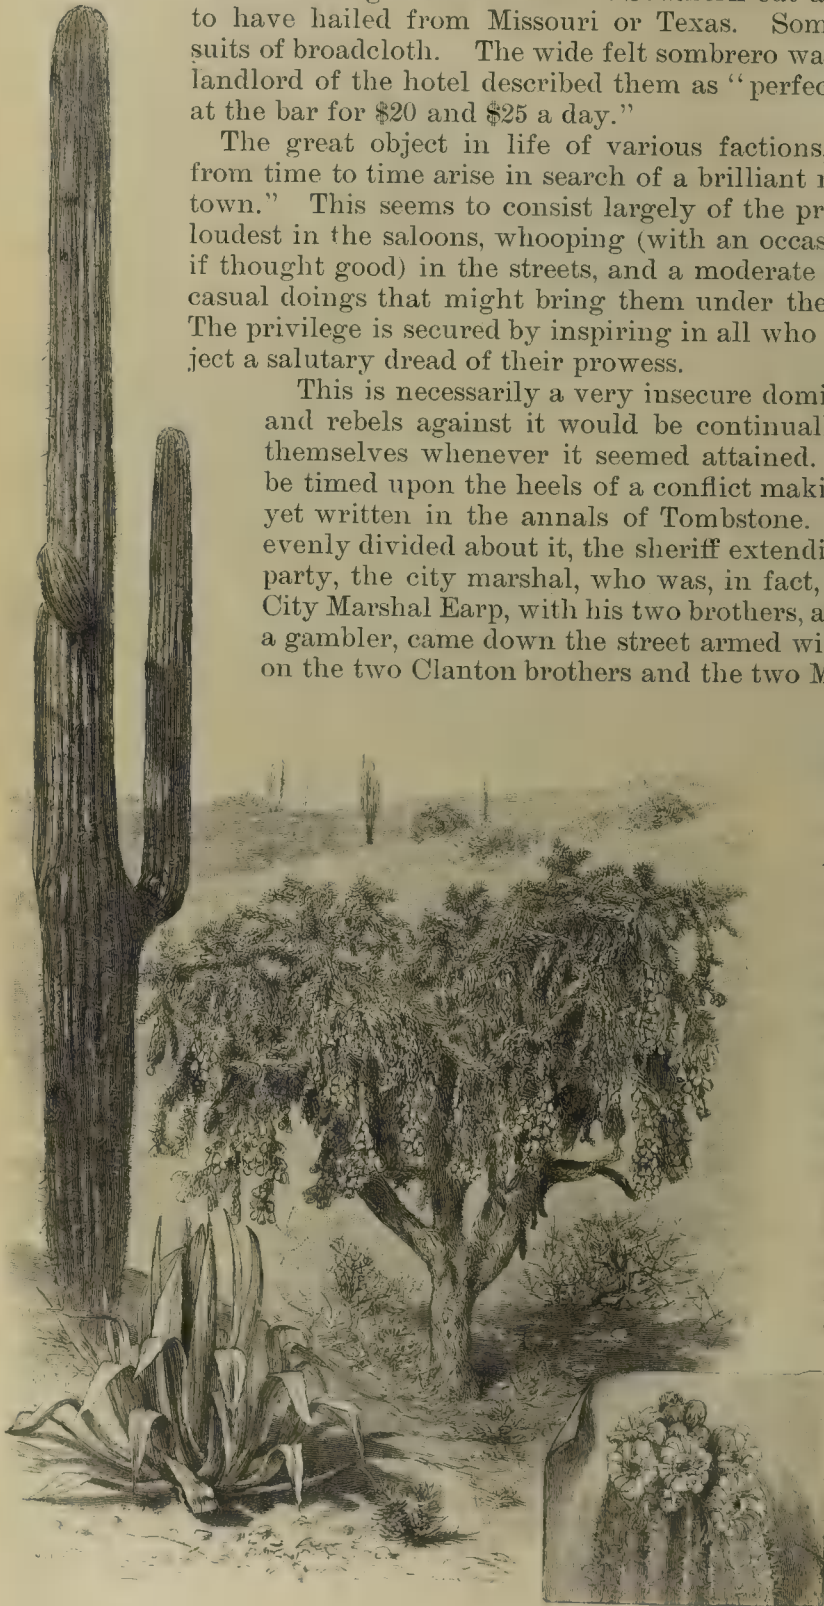 to have hailed from Missouri or Texas. Som
suits of broadcloth. The wide felt sombrero wa
landlord of the hotel described them as “perfec
at the bar for $20 and $25 a day.”
The great object in life of various factions
from time to time arise in search of a brilliant
town.” This seems to consist largely of the pr
loudest in the saloons, whooping (with an occas
if thought good) in the streets, and a moderate
casual doings that might bring them under the
The privilege is secured by inspiring in all who
ject a salutary dread of their prowess.
This is necessarily a very insecure domi
and rebels against it would be continual
themselves whenever it seemed attained.
be timed upon the heels of a conflict maki
yet written in the annals of Tombstone.
evenly divided about it, the sheriff extendi
party, the city marshal, who was, in fact,
City Marshal Earp, with his two brothers, a
a gambler, came down the street armed wi
on the two Clanton brothers and the two M